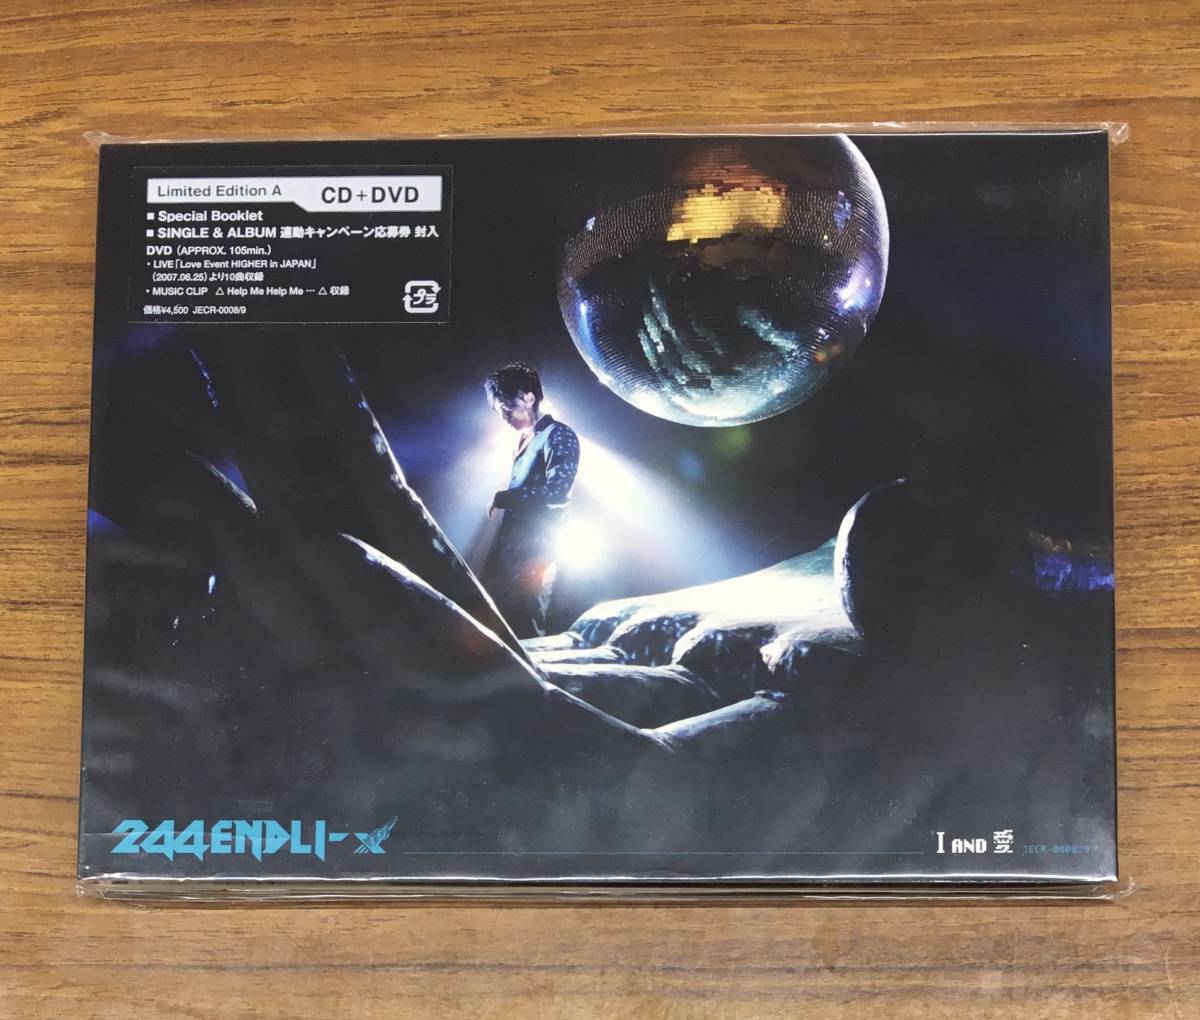 Limited Edition A
CD+DVD
■ Special Booklet
■ SINGLE & ALBUM 連動キャンペーン応募券 封入
DVD (APPROX. 105min.)
・LIVE「Love Event HIGHER in JAPAN」
(2007.06.25)より10曲収録
・MUSIC CLIP △ Help Me Help Me … △ 収録
プラ
価格¥4,500 JECR-0008/9
244ENDLI-x
I AND 愛 JECR-0008/9